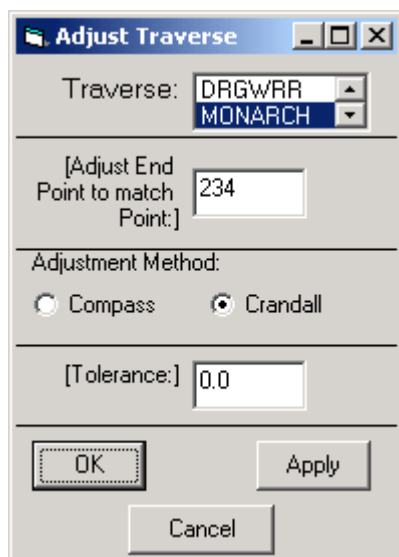 Adjust Traverse
Traverse:
DRGWRR
MONARCH
[Adjust End
Point to match
Point:]
234
Adjustment Method:
Compass
Crandall
[Tolerance:]
0.0
OK
Apply
Cancel